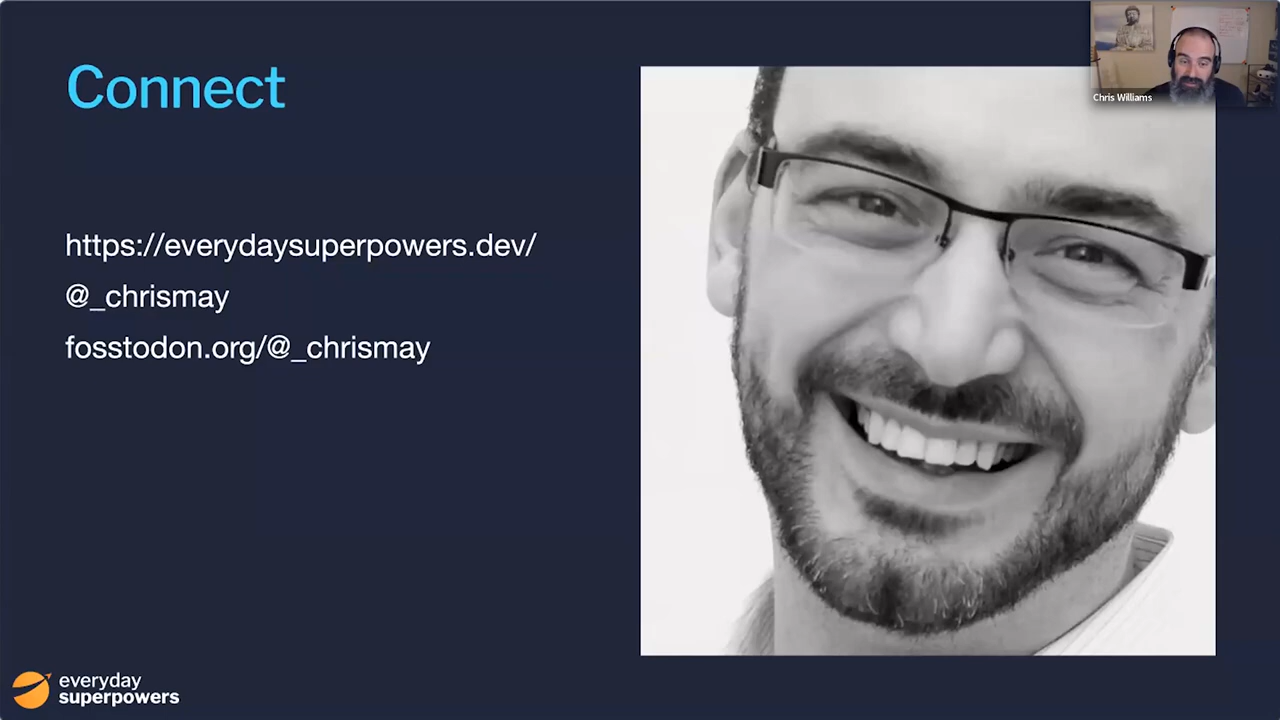 Connect
Chris Williams
https://everydaysuperpowers.dev/
@_chrismay
fosstodon.org/@_chrismay
everyday
superpowers